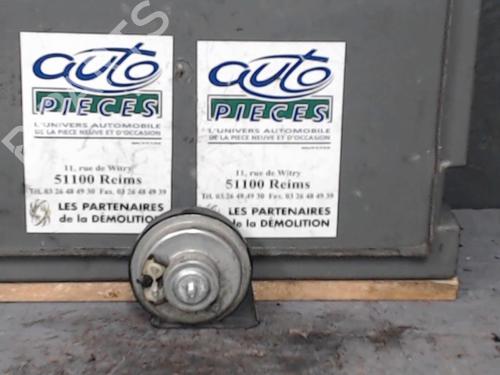 auto
PIECES
L'UNIVERS AUTOMOBILE
DE LA PIECE NEUVE ET D'OCCASION
11, rue de Witry
51100 Reims
Tél. 03 26 48 49 30 Fax. 03 26 48 49 39
LES PARTENAIRES
de la DÉMOLITION
auto
PIECES
L'UNIVERS AUTOMOBILE
DE LA PIECE NEUVE ET D'OCCASION
11, rue de Witry
51100 Reims
Tél. 03 26 48 49 30 Fax. 03 26 48 49 39
LES PARTENAIRES
de la DÉMOLITION